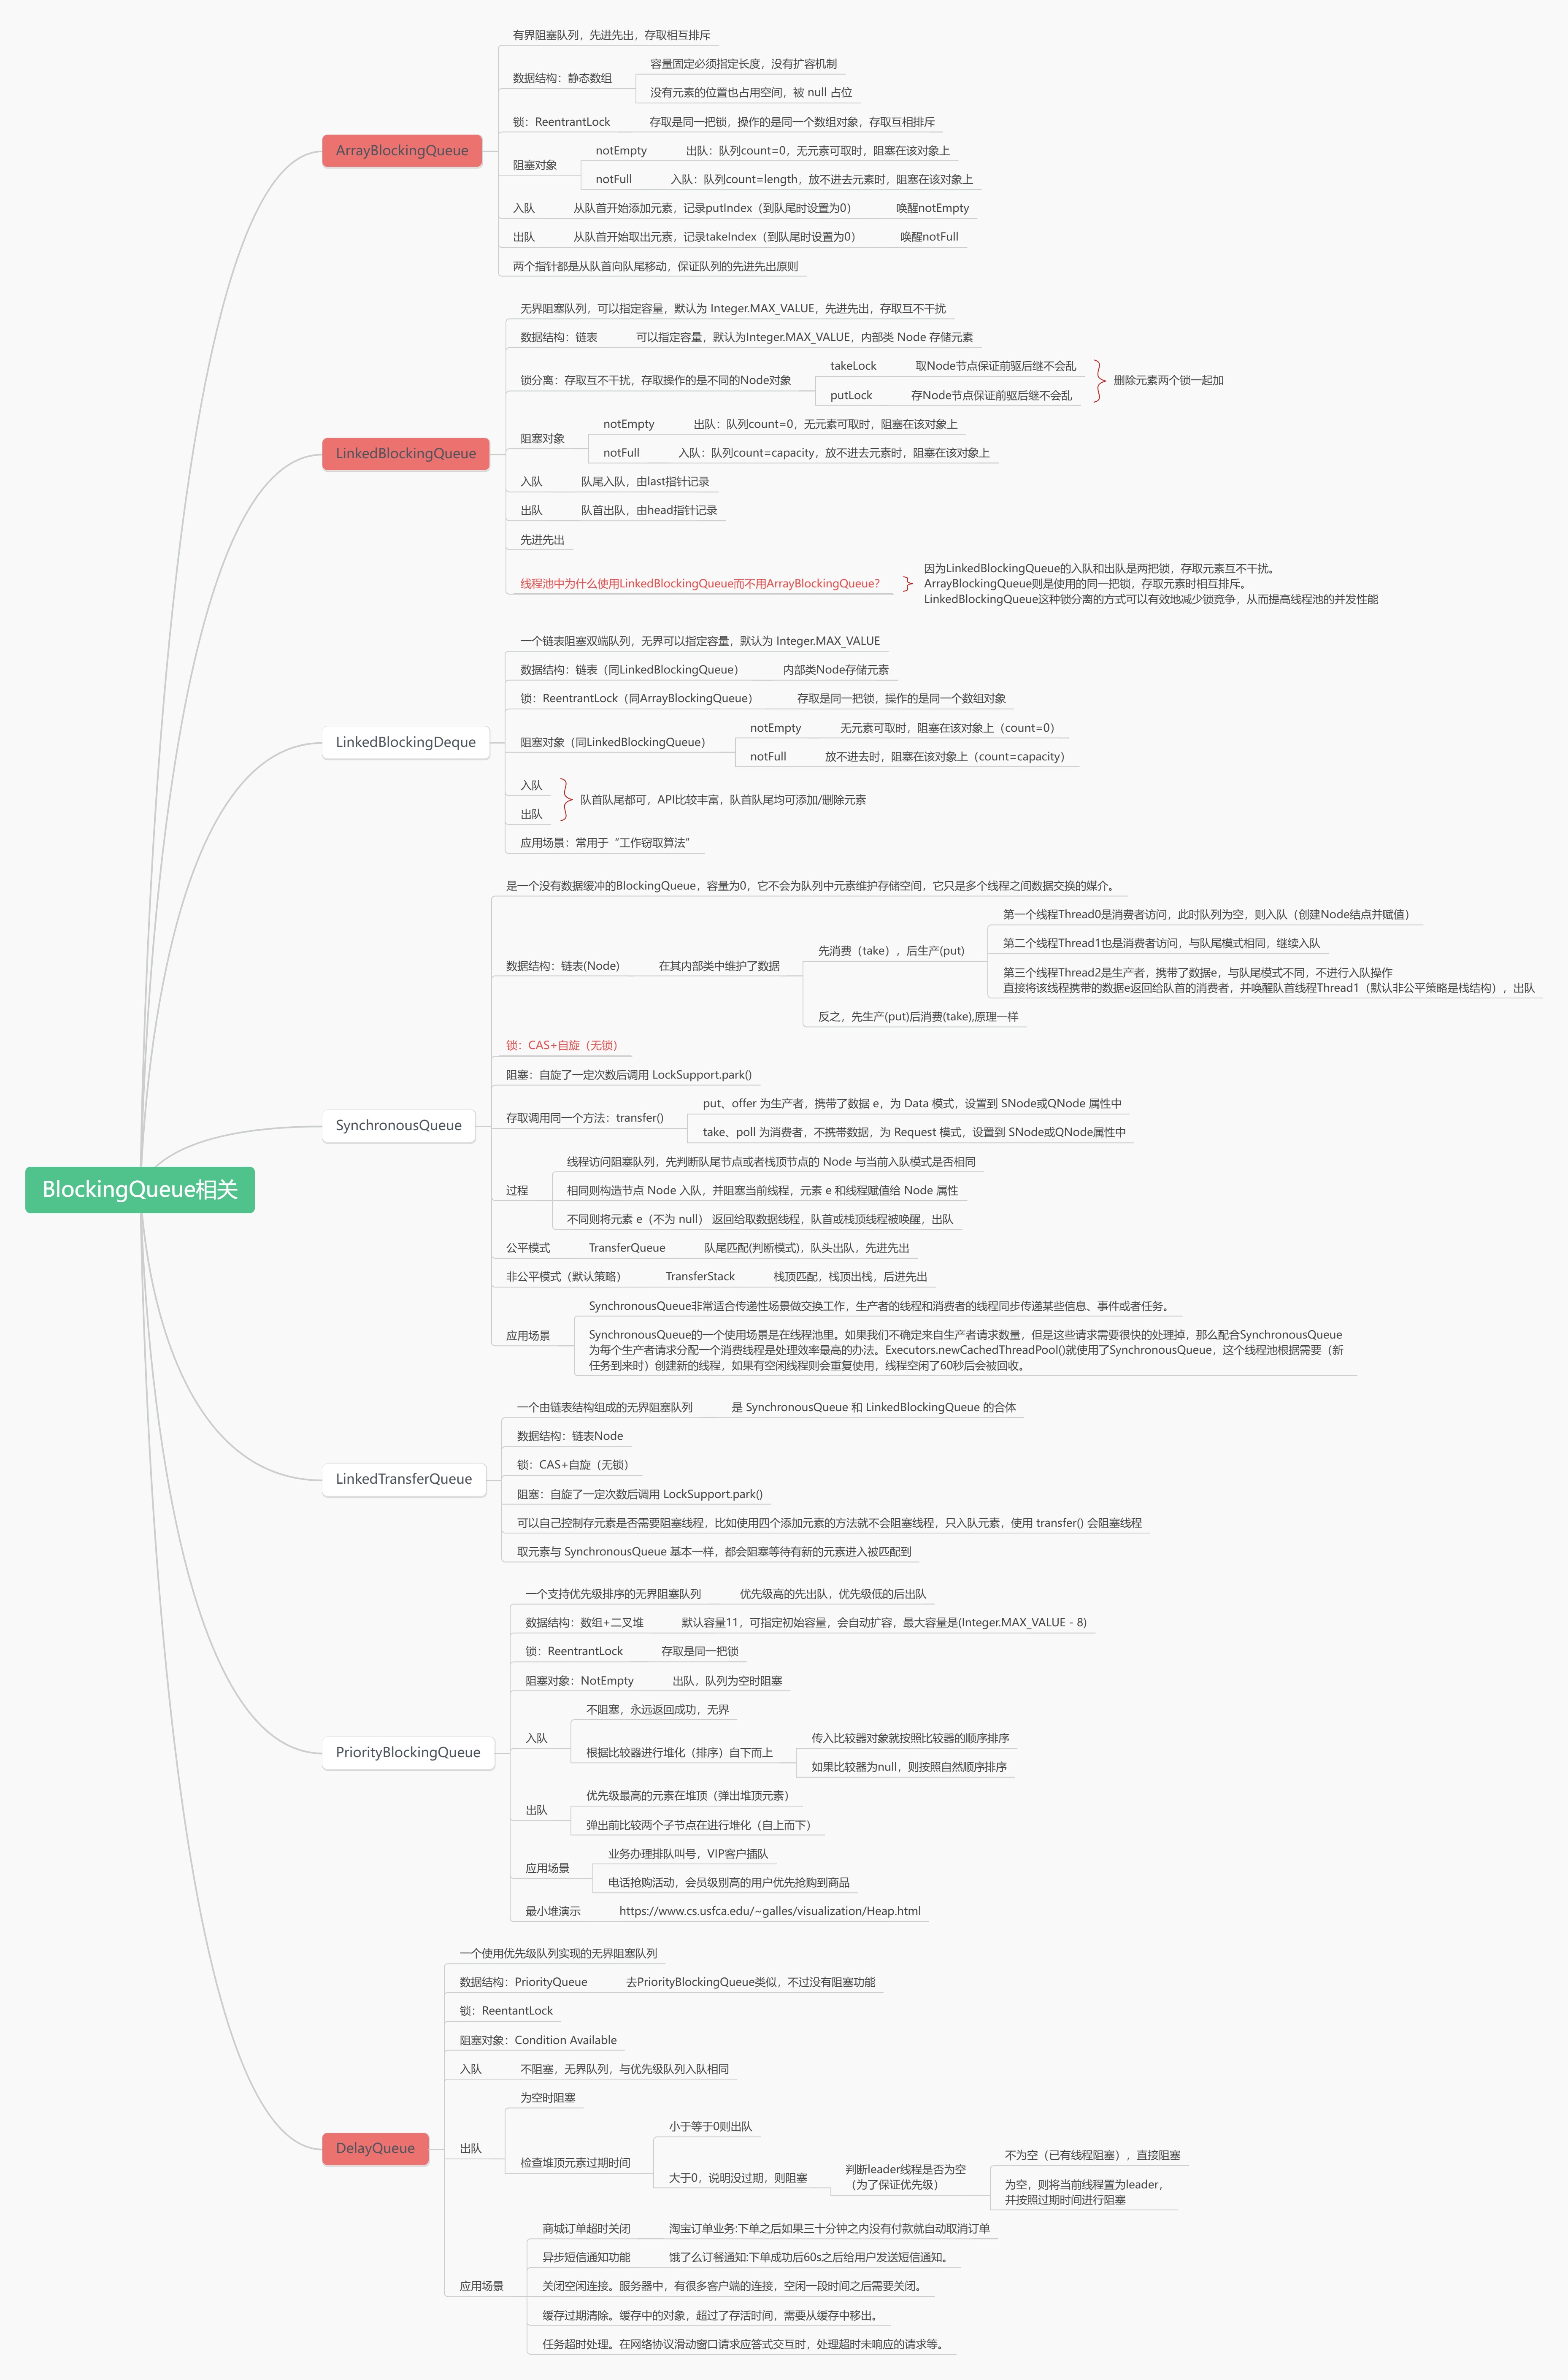 BlockingQueue相关
ArrayBlockingQueue
有界阻塞队列，先进先出，存取相互排斥
数据结构：静态数组
容量固定必须指定长度，没有扩容机制
没有元素的位置也占用空间，被 null 占位
锁：ReentrantLock
存取是同一把锁，操作的是同一个数组对象，存取互相排斥
阻塞对象
notEmpty
出队：队列count=0，无元素可取时，阻塞在该对象上
notFull
入队：队列count=length，放不进去元素时，阻塞在该对象上
入队
从队首开始添加元素，记录putIndex（到队尾时设置为0）
唤醒notEmpty
出队
从队首开始取出元素，记录takeIndex（到队尾时设置为0）
唤醒notFull
两个指针都是从队首向队尾移动，保证队列的先进先出原则
LinkedBlockingQueue
无界阻塞队列，可以指定容量，默认为 Integer.MAX_VALUE，先进先出，存取互不干扰
数据结构：链表
可以指定容量，默认为Integer.MAX_VALUE，内部类 Node 存储元素
锁分离：存取互不干扰，存取操作的是不同的Node对象
takeLock
取Node节点保证前驱后继不会乱
putLock
存Node节点保证前驱后继不会乱
删除元素两个锁一起加
阻塞对象
notEmpty
出队：队列count=0，无元素可取时，阻塞在该对象上
notFull
入队：队列count=capacity，放不进去元素时，阻塞在该对象上
入队
队尾入队，由last指针记录
出队
队首出队，由head指针记录
先进先出
线程池中为什么使用LinkedBlockingQueue而不用ArrayBlockingQueue？
因为LinkedBlockingQueue的入队和出队是两把锁，存取元素互不干扰。
ArrayBlockingQueue则是使用的同一把锁，存取元素时相互排斥。
LinkedBlockingQueue这种锁分离的方式可以有效地减少锁竞争，从而提高线程池的并发性能
LinkedBlockingDeque
一个链表阻塞双端队列，无界可以指定容量，默认为 Integer.MAX_VALUE
数据结构：链表（同LinkedBlockingQueue）
内部类Node存储元素
锁：ReentrantLock（同ArrayBlockingQueue）
存取是同一把锁，操作的是同一个数组对象
阻塞对象（同LinkedBlockingQueue）
notEmpty
无元素可取时，阻塞在该对象上（count=0）
notFull
放不进去时，阻塞在该对象上（count=capacity）
入队
出队
队首队尾都可，API比较丰富，队首队尾均可添加/删除元素
应用场景：常用于“工作窃取算法”
SynchronousQueue
是一个没有数据缓冲的BlockingQueue，容量为0，它不会为队列中元素维护存储空间，它只是多个线程之间数据交换的媒介。
数据结构：链表(Node)
在其内部类中维护了数据
先消费（take），后生产(put)
第一个线程Thread0是消费者访问，此时队列为空，则入队（创建Node结点并赋值）
第二个线程Thread1也是消费者访问，与队尾模式相同，继续入队
第三个线程Thread2是生产者，携带了数据e，与队尾模式不同，不进行入队操作
直接将该线程携带的数据e返回给队首的消费者，并唤醒队首线程Thread1（默认非公平策略是栈结构），出队
反之，先生产(put)后消费(take),原理一样
锁：CAS+自旋（无锁）
阻塞：自旋了一定次数后调用 LockSupport.park()
存取调用同一个方法：transfer()
put、offer 为生产者，携带了数据 e，为 Data 模式，设置到 SNode或QNode 属性中
take、poll 为消费者，不携带数据，为 Request 模式，设置到 SNode或QNode属性中
过程
线程访问阻塞队列，先判断队尾节点或者栈顶节点的 Node 与当前入队模式是否相同
相同则构造节点 Node 入队，并阻塞当前线程，元素 e 和线程赋值给 Node 属性
不同则将元素 e（不为 null） 返回给取数据线程，队首或栈顶线程被唤醒，出队
公平模式
TransferQueue
队尾匹配(判断模式)，队头出队，先进先出
非公平模式（默认策略）
TransferStack
栈顶匹配，栈顶出栈，后进先出
应用场景
SynchronousQueue非常适合传递性场景做交换工作，生产者的线程和消费者的线程同步传递某些信息、事件或者任务。
SynchronousQueue的一个使用场景是在线程池里。如果我们不确定来自生产者请求数量，但是这些请求需要很快的处理掉，那么配合SynchronousQueue
为每个生产者请求分配一个消费线程是处理效率最高的办法。Executors.newCachedThreadPool()就使用了SynchronousQueue，这个线程池根据需要（新
任务到来时）创建新的线程，如果有空闲线程则会重复使用，线程空闲了60秒后会被回收。
LinkedTransferQueue
一个由链表结构组成的无界阻塞队列
是 SynchronousQueue 和 LinkedBlockingQueue 的合体
数据结构：链表Node
锁：CAS+自旋（无锁）
阻塞：自旋了一定次数后调用 LockSupport.park()
可以自己控制存元素是否需要阻塞线程，比如使用四个添加元素的方法就不会阻塞线程，只入队元素，使用 transfer() 会阻塞线程
取元素与 SynchronousQueue 基本一样，都会阻塞等待有新的元素进入被匹配到
PriorityBlockingQueue
一个支持优先级排序的无界阻塞队列
优先级高的先出队，优先级低的后出队
数据结构：数组+二叉堆
默认容量11，可指定初始容量，会自动扩容，最大容量是(Integer.MAX_VALUE - 8)
锁：ReentrantLock
存取是同一把锁
阻塞对象：NotEmpty
出队，队列为空时阻塞
入队
不阻塞，永远返回成功，无界
根据比较器进行堆化（排序）自下而上
传入比较器对象就按照比较器的顺序排序
如果比较器为null，则按照自然顺序排序
出队
优先级最高的元素在堆顶（弹出堆顶元素）
弹出前比较两个子节点在进行堆化（自上而下）
应用场景
业务办理排队叫号，VIP客户插队
电话抢购活动，会员级别高的用户优先抢购到商品
最小堆演示
https://www.cs.usfca.edu/~galles/visualization/Heap.html
DelayQueue
一个使用优先级队列实现的无界阻塞队列
数据结构：PriorityQueue
去PriorityBlockingQueue类似，不过没有阻塞功能
锁：ReentantLock
阻塞对象：Condition Available
入队
不阻塞，无界队列，与优先级队列入队相同
出队
为空时阻塞
检查堆顶元素过期时间
小于等于0则出队
大于0，说明没过期，则阻塞
判断leader线程是否为空
（为了保证优先级）
不为空（已有线程阻塞），直接阻塞
为空，则将当前线程置为leader，
并按照过期时间进行阻塞
应用场景
商城订单超时关闭
淘宝订单业务:下单之后如果三十分钟之内没有付款就自动取消订单
异步短信通知功能
饿了么订餐通知:下单成功后60s之后给用户发送短信通知。
关闭空闲连接。服务器中，有很多客户端的连接，空闲一段时间之后需要关闭。
缓存过期清除。缓存中的对象，超过了存活时间，需要从缓存中移出。
任务超时处理。在网络协议滑动窗口请求应答式交互时，处理超时未响应的请求等。